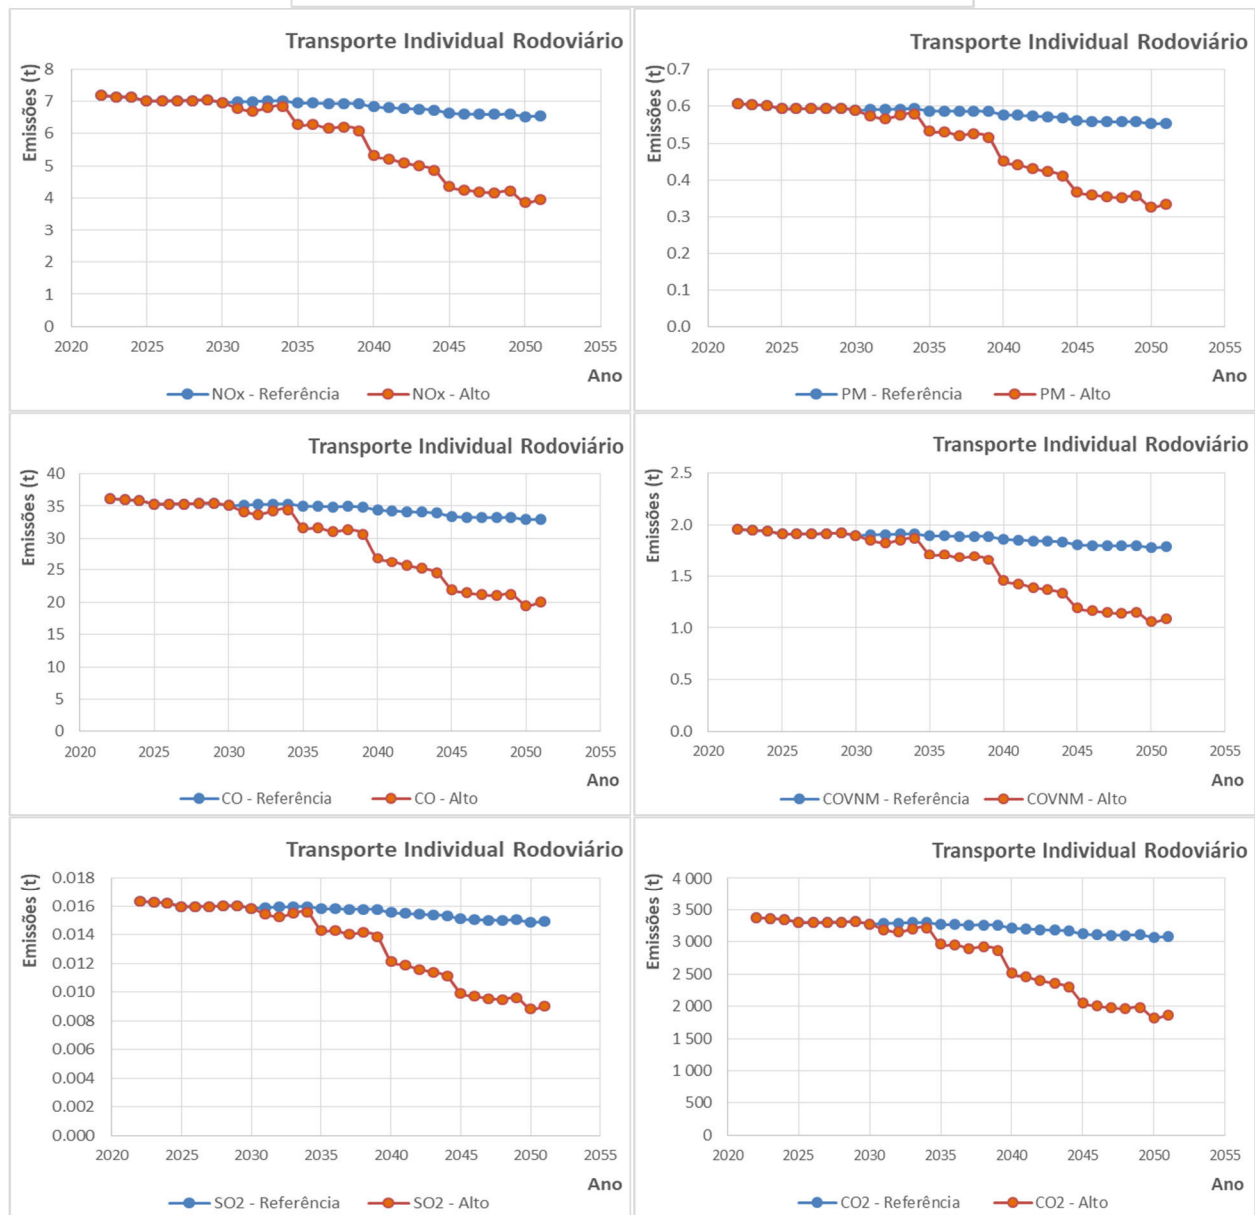 Transporte Individual Rodoviário
Emissões (t)
8
7
6
5
4
3
2
1
0
2020 2025 2030 2035 2040 2045 2050 2055
Ano
NOx - Referência NOx - Alto
Transporte Individual Rodoviário
Emissões (t)
0.7
0.6
0.5
0.4
0.3
0.2
0.1
0.0
2020 2025 2030 2035 2040 2045 2050 2055
Ano
PM - Referência PM - Alto
Transporte Individual Rodoviário
Emissões (t)
40
35
30
25
20
15
10
5
0
2020 2025 2030 2035 2040 2045 2050 2055
Ano
CO - Referência CO - Alto
Transporte Individual Rodoviário
Emissões (t)
2.5
2.0
1.5
1.0
0.5
0.0
2020 2025 2030 2035 2040 2045 2050 2055
Ano
COVNM - Referência COVNM - Alto
Transporte Individual Rodoviário
Emissões (t)
0.018
0.016
0.014
0.012
0.010
0.008
0.006
0.004
0.002
0.000
2020 2025 2030 2035 2040 2045 2050 2055
Ano
SO2 - Referência SO2 - Alto
Transporte Individual Rodoviário
Emissões (t)
4 000
3 500
3 000
2 500
2 000
1 500
1 000
500
0
2020 2025 2030 2035 2040 2045 2050 2055
Ano
CO2 - Referência CO2 - Alto